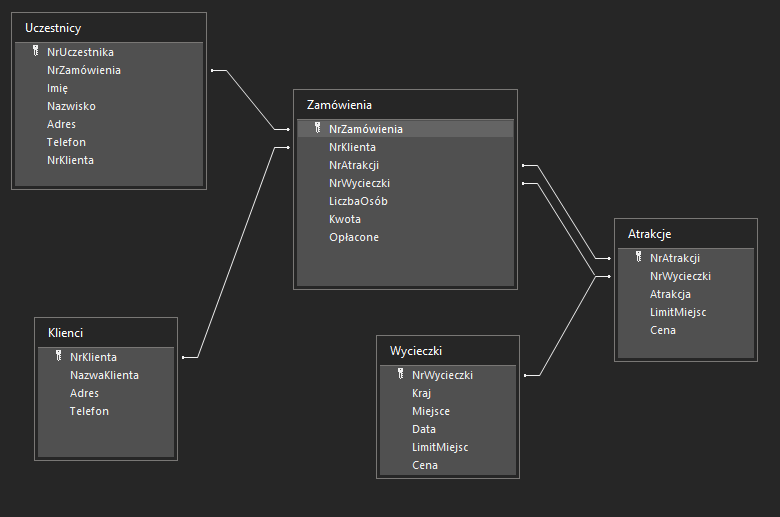 Uczestnicy
NrUczestnika
NrZamówienia
Imię
Nazwisko
Adres
Telefon
NrKlienta
Zamówienia
NrZamówienia
NrKlienta
NrAtrakcji
NrWycieczki
LiczbaOsób
Kwota
Opłacone
Atrakcje
NrAtrakcji
NrWycieczki
Atrakcja
LimitMiejsc
Cena
Klienci
NrKlienta
NazwaKlienta
Adres
Telefon
Wycieczki
NrWycieczki
Kraj
Miejsce
Data
LimitMiejsc
Cena